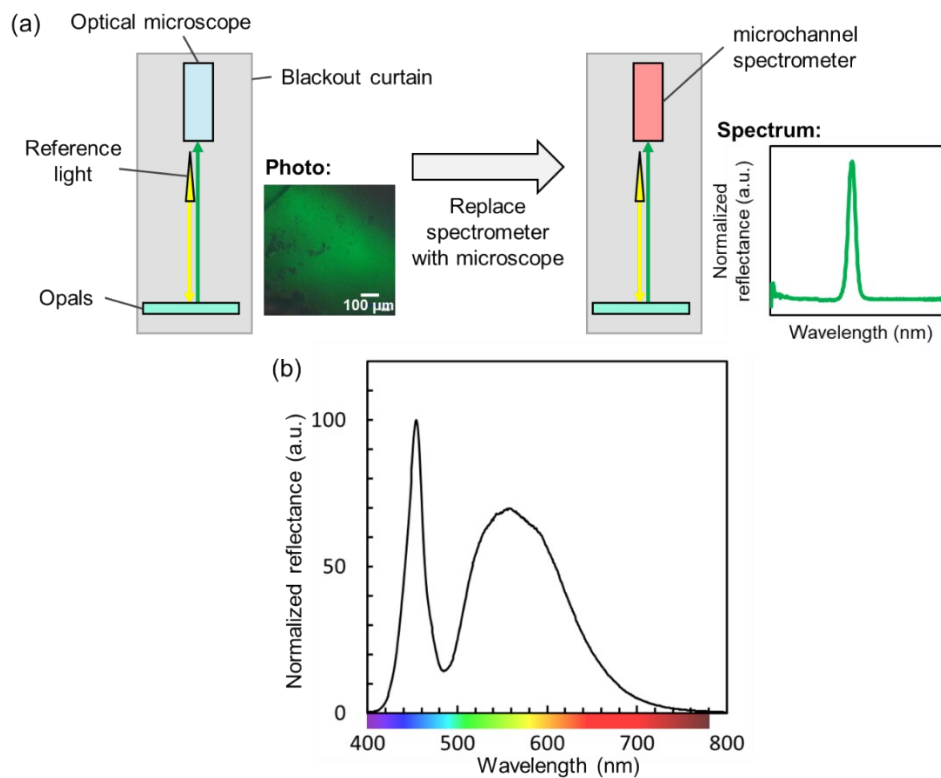 (a)
Optical microscope
Blackout curtain
Reference
light
Photo:
100 μm
Opals
Replace
spectrometer
with microscope
microchannel
spectrometer
Spectrum:
Normalized
reflectance (a.u.)
Wavelength (nm)
(b)
Normalized reflectance (a.u.)
100
50
0
400 500 600 700 800
Wavelength (nm)